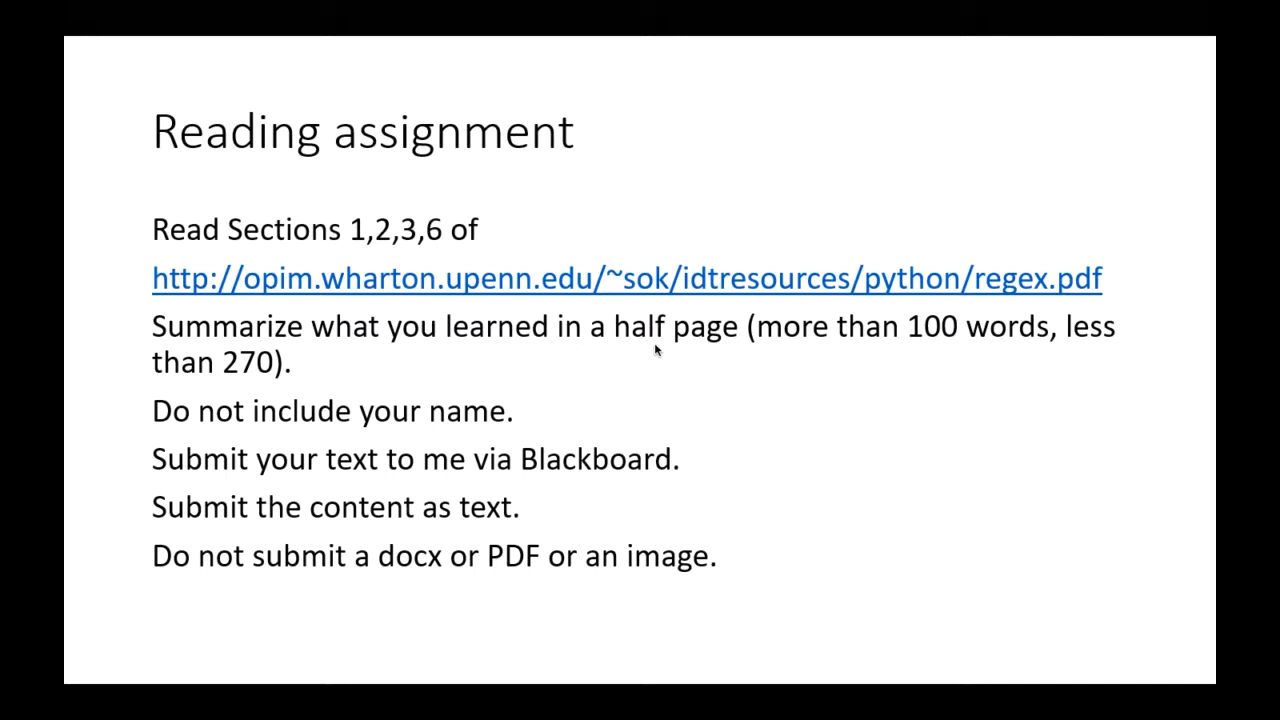 Reading assignment
Read Sections 1,2,3,6 of
http://opim.wharton.upenn.edu/~sok/idtresources/python/regex.pdf
Summarize what you learned in a half page (more than 100 words, less
than 270).
Do not include your name.
Submit your text to me via Blackboard.
Submit the content as text.
Do not submit a docx or PDF or an image.